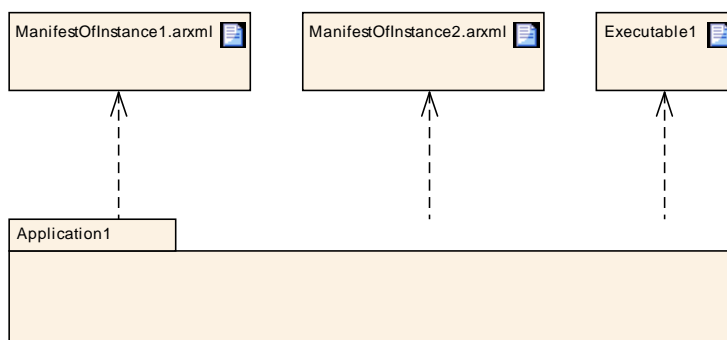 ManifestOfInstance1.arxml
ManifestOfInstance2.arxml
Executable1
Application1